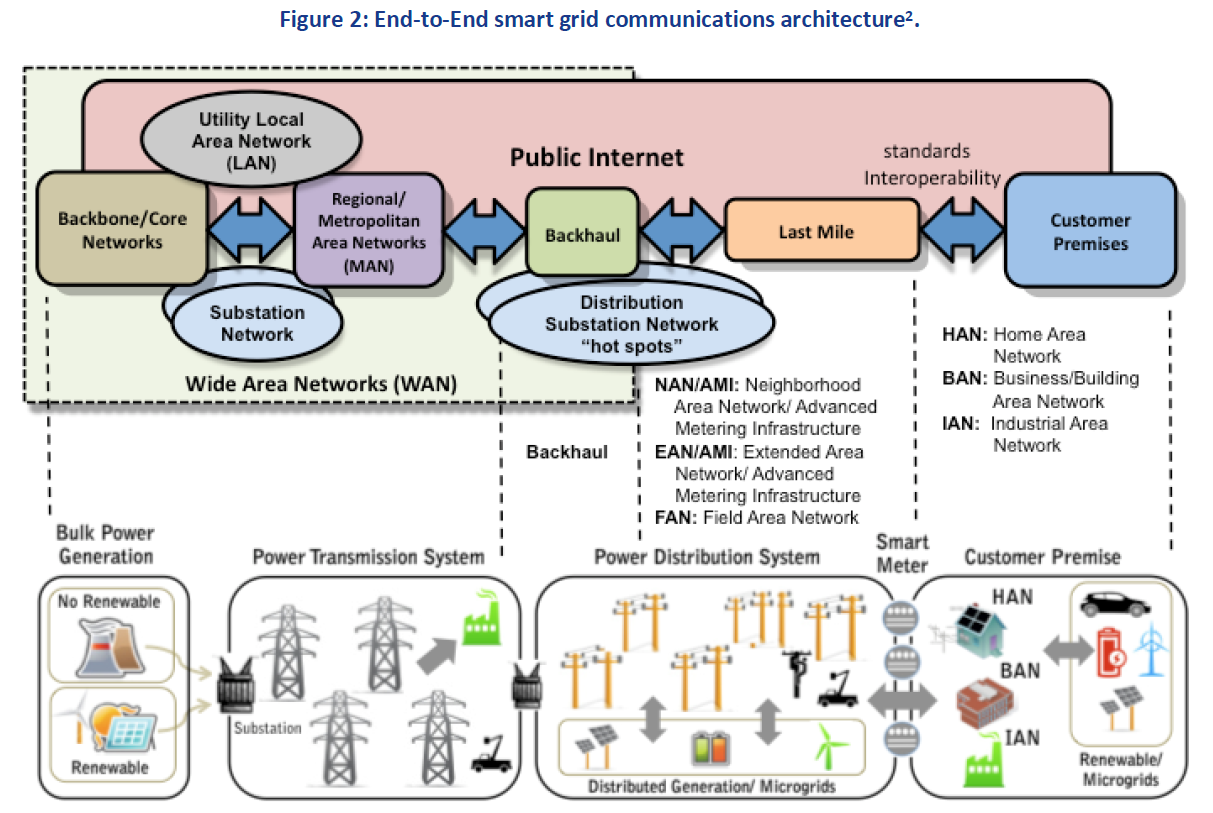 Figure 2: End-to-End smart grid communications architecture².
Utility Local
Area Network
(LAN)
Public Internet
standards
Interoperability
Backbone/Core
Networks
Regional/
Metropolitan
Area Networks
(MAN)
Backhaul
Last Mile
Customer
Premises
Substation
Network
Distribution
Substation Network
“hot spots”
Wide Area Networks (WAN)
HAN: Home Area
Network
BAN: Business/Building
Area Network
IAN: Industrial Area
Network
NAN/AMI: Neighborhood
Area Network/ Advanced
Metering Infrastructure
EAN/AMI: Extended Area
Network/ Advanced
Metering Infrastructure
FAN: Field Area Network
Backhaul
Bulk Power
Generation
Power Transmission System
Power Distribution System
Smart
Meter
Customer Premise
No Renewable
Renewable
Substation
Distributed Generation/ Microgrids
HAN
BAN
IAN
Renewable/
Microgrids